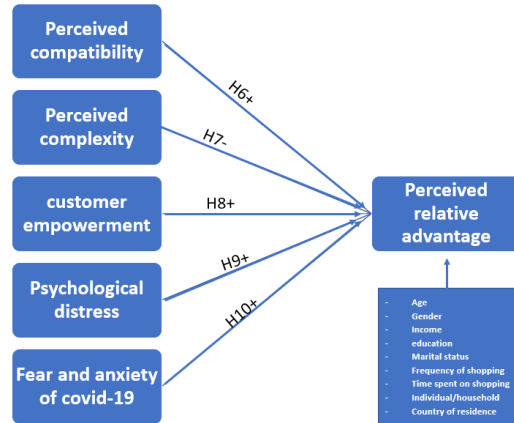 Perceived
compatibility
H6+
Perceived
complexity
H7-
customer
empowerment
H8+
Perceived
relative
advantage
Psychological
distress
H9+
Fear and anxiety
of covid-19
H10+
- Age
- Gender
- Income
- education
- Marital status
- Frequency of shopping
- Time spent on shopping
- Individual/household
- Country of residence